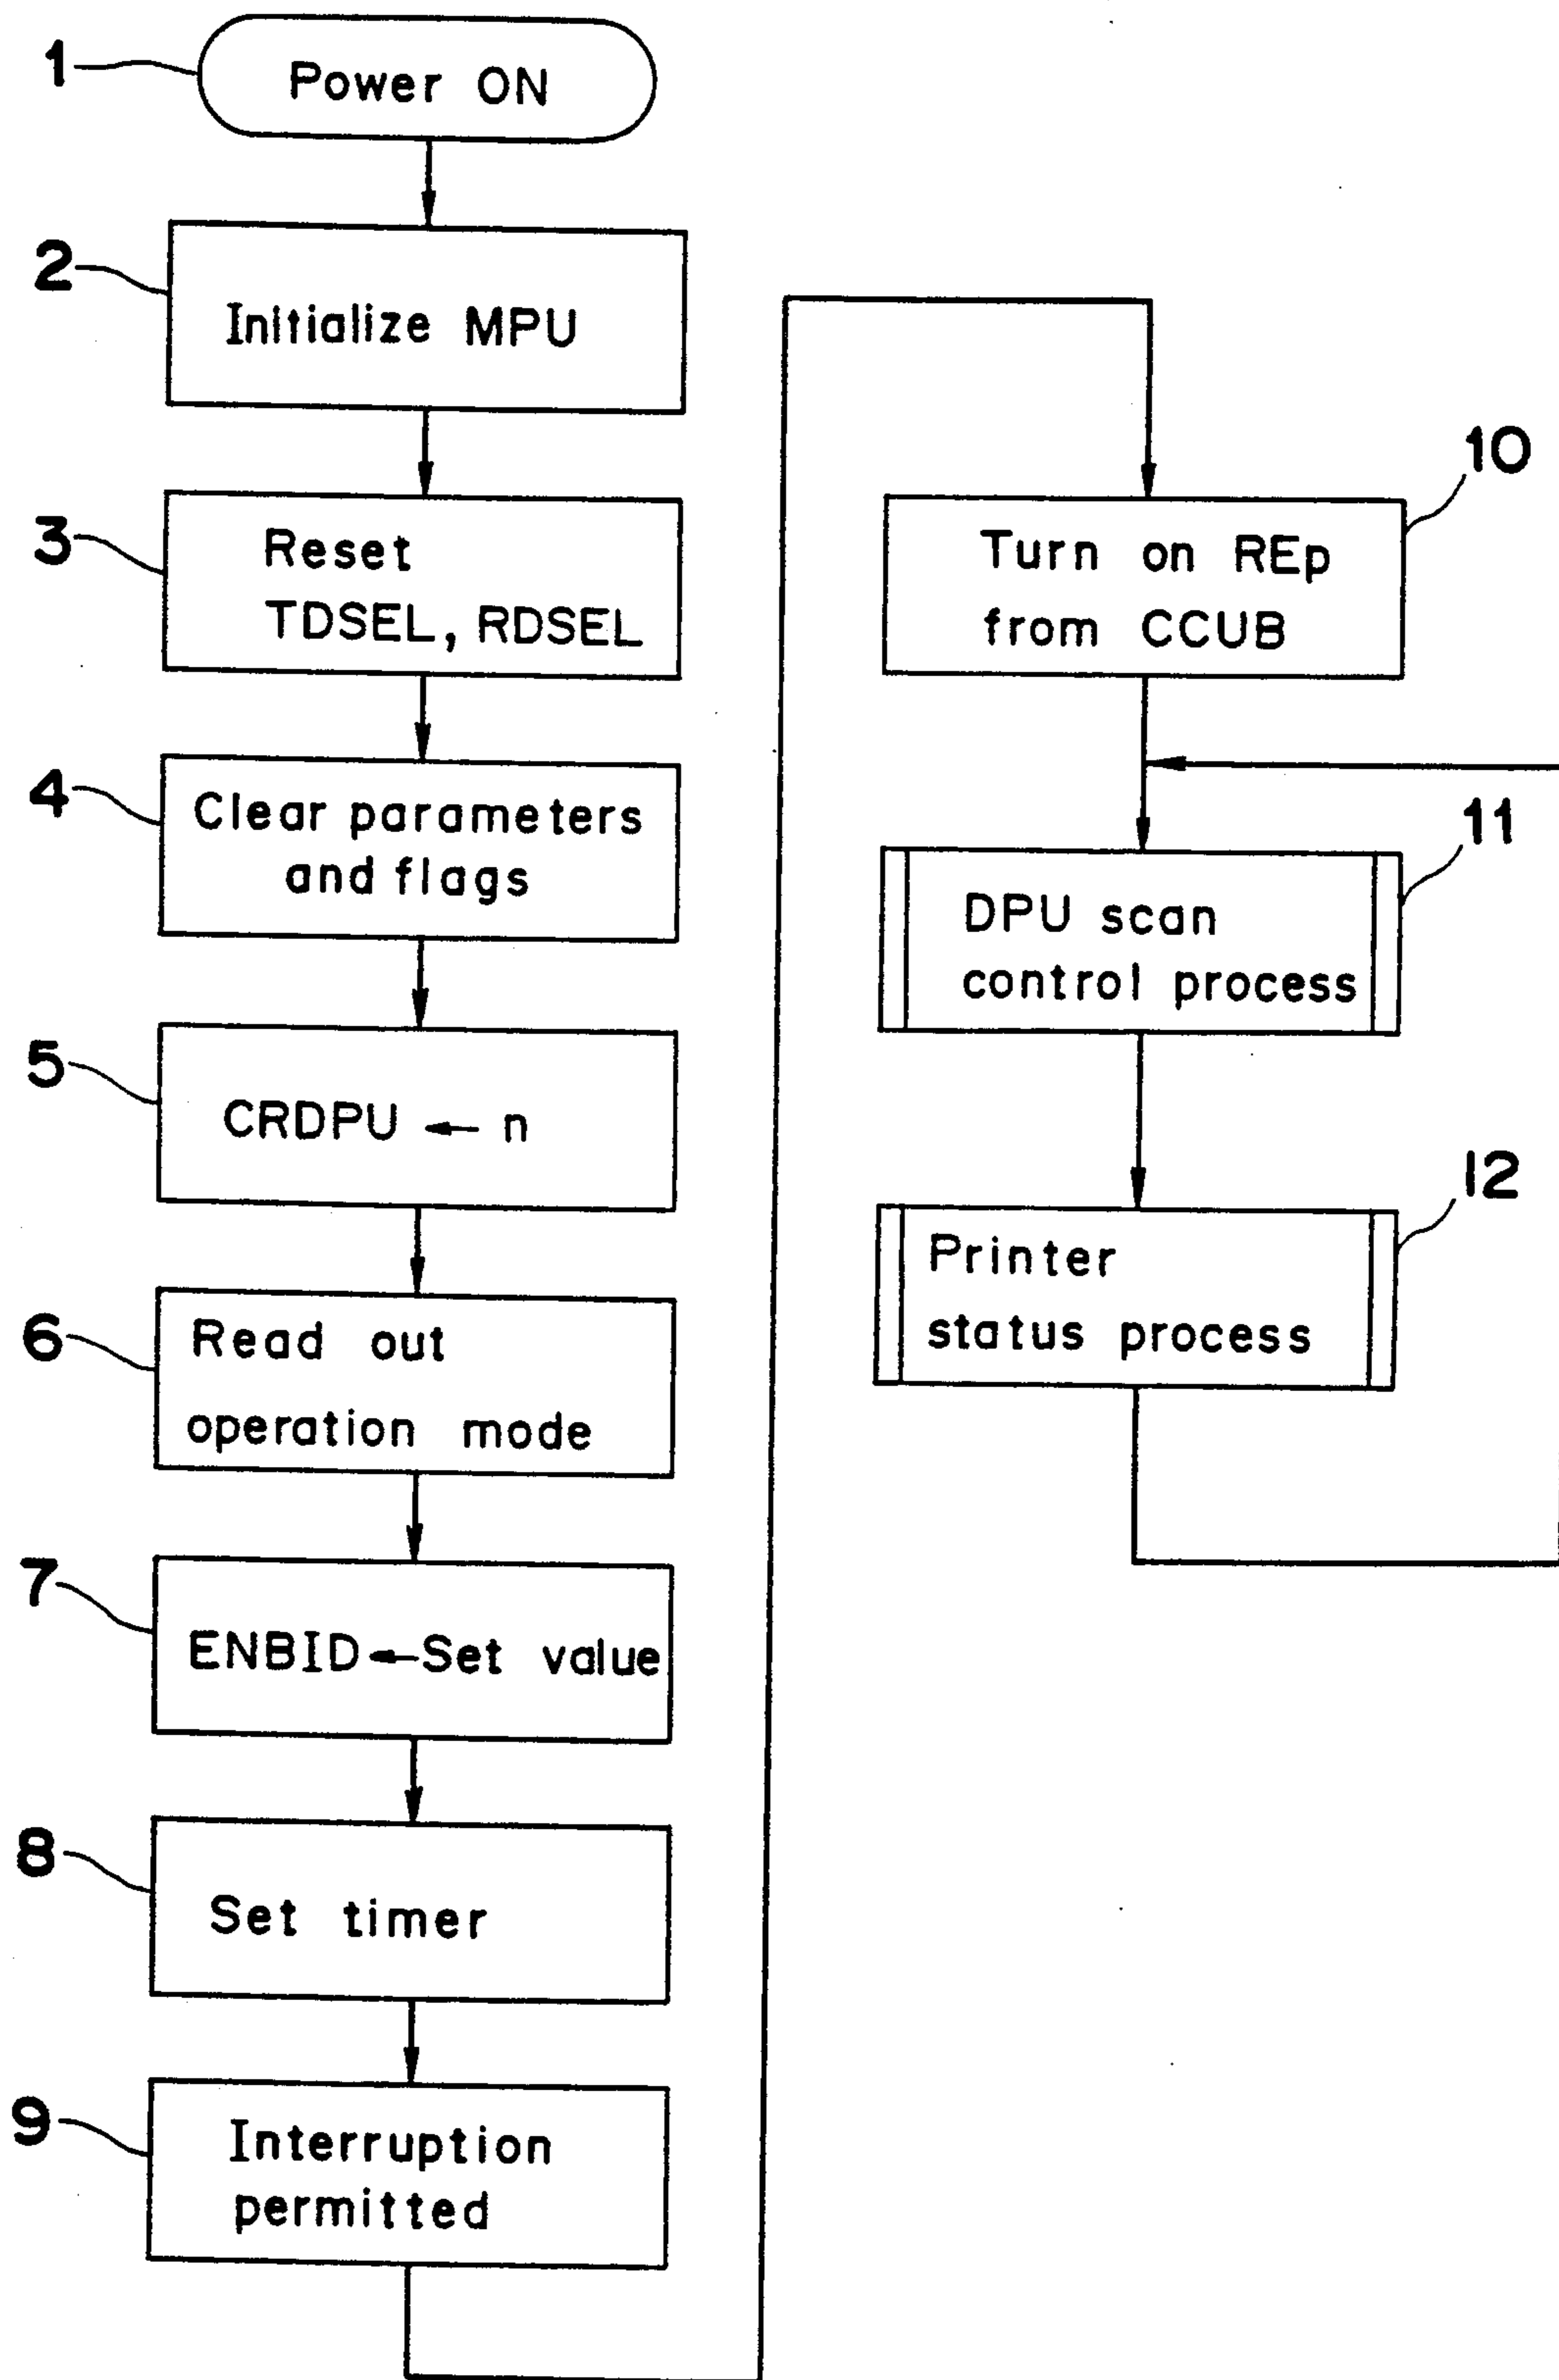 1
Power ON
2
Initialize MPU
3
Reset
TDSEL, RDSEL
4
Clear parameters
and flags
5
CRDPU ← n
6
Read out
operation mode
7
ENBID ← Set value
8
Set timer
9
Interruption
permitted
10
Turn on REp
from CCUB
11
DPU scan
control process
12
Printer
status process